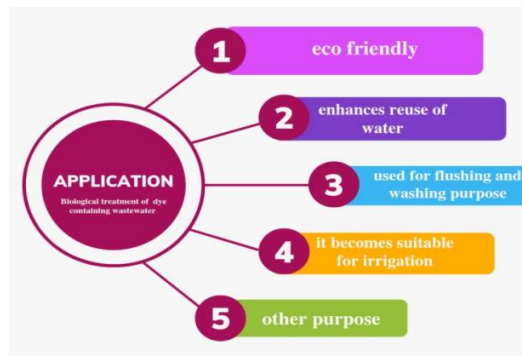 APPLICATION
Biological treatment of dye
containing wastewater
1
eco friendly
2
enhances reuse of
water
3
used for flushing and
washing purpose
4
it becomes suitable
for irrigation
5
other purpose